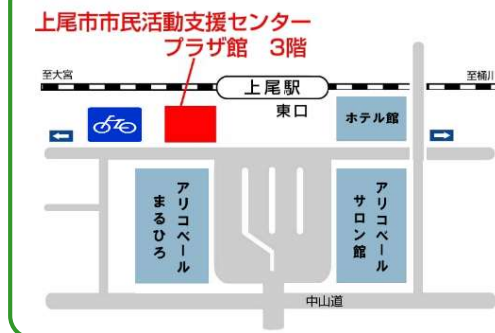 上尾市市民活動支援センター
プラザ館 3階
至大宮
上尾駅
至桶川
東口
ホテル館
アリコベール
まるひろ
アリコベール
サロン館
中山道